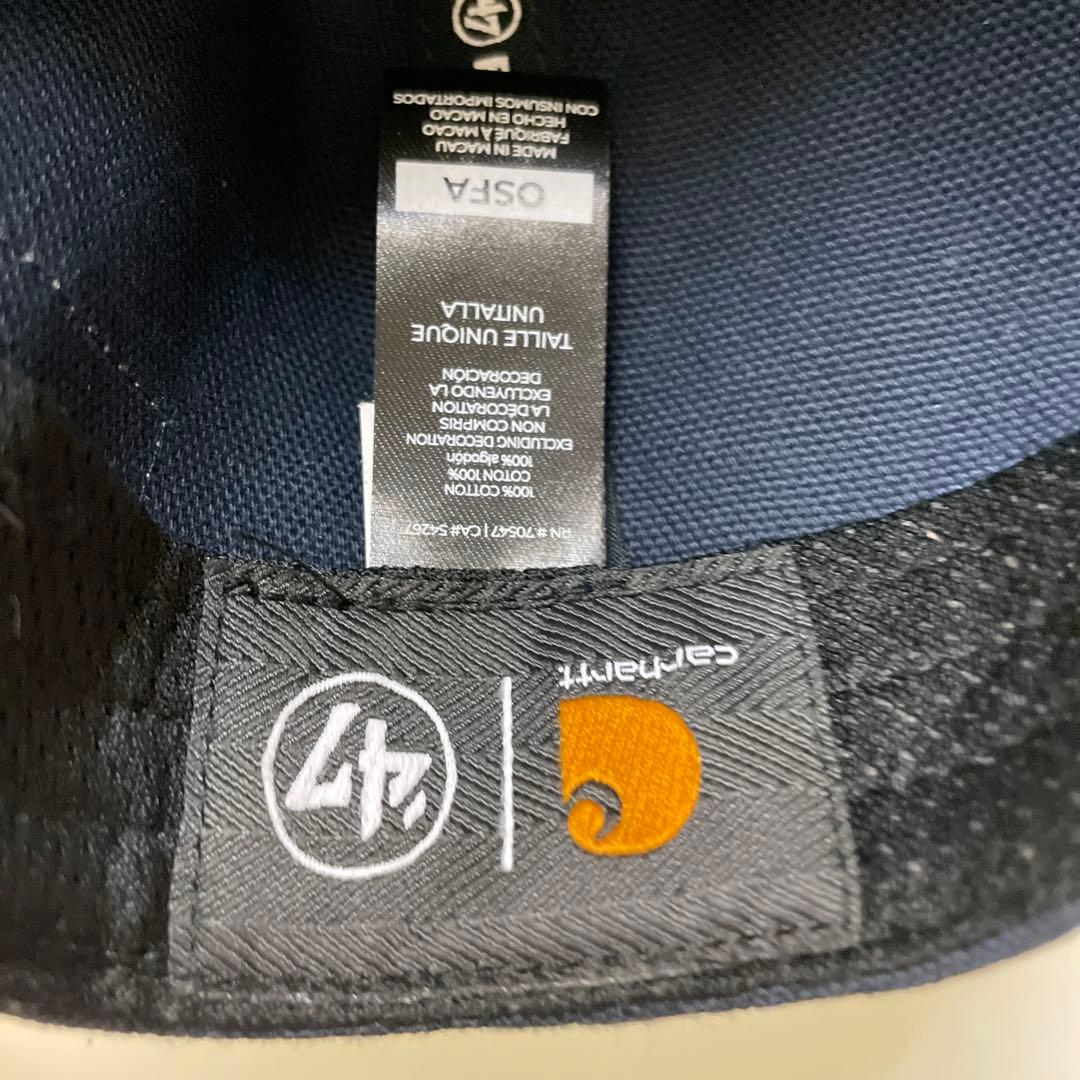 carhartt
'47
RN # 70547 | CA# 54267
100% COTTON
COTON 100%
100% algodón
EXCLUDING DECORATION
NON COMPRIS
LA DÉCORATION
EXCLUYENDO LA
DECORACIÓN
TAILLE UNIQUE
UNITALLA
OSFA
MADE IN MACAU
FABRIQUÉ À MACAO
HECHO EN MACAO
CON INSUMOS IMPORTADOS
47